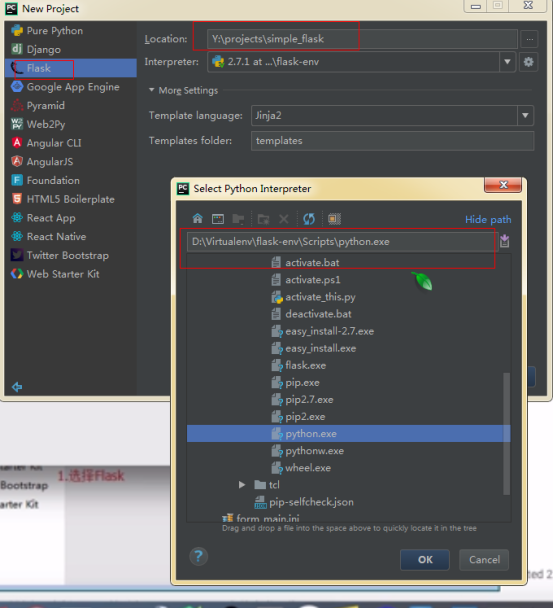 PC New Project
Pure Python
Django
Flask
Google App Engine
Pyramid
Web2Py
Angular CLI
AngularJS
Foundation
HTML5 Boilerplate
React App
React Native
Twitter Bootstrap
Web Starter Kit
Location: Y:\projects\simple_flask
Interpreter: 2.7.1 at ...\flask-env
More Settings
Template language: Jinja2
Templates folder: templates
PC Select Python Interpreter
Hide path
D:\Virtualenv\flask-env\Scripts\python.exe
activate.bat
activate.ps1
activate_this.py
deactivate.bat
easy_install-2.7.exe
easy_install.exe
flask.exe
pip.exe
pip2.7.exe
pip2.exe
python.exe
pythonw.exe
wheel.exe
tcl
pip-selfcheck.json
form_main.ini
Drag and drop a file into the space above to quickly locate it in the tree
? OK Cancel
1.选择Flask
Bootstrap
arter Kit
ted 2